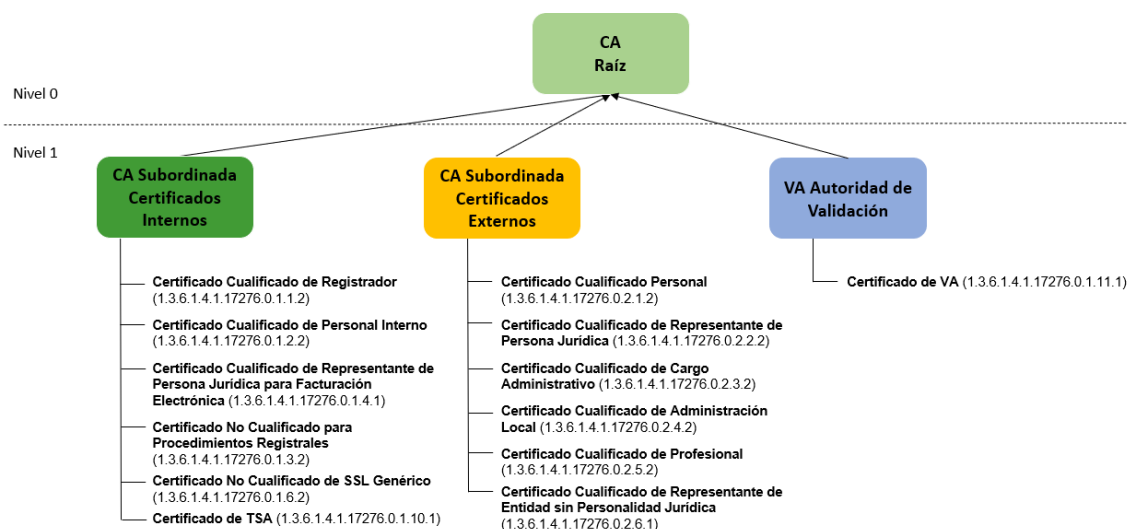 CA
Raíz
Nivel 0
Nivel 1
CA Subordinada
Certificados
Internos
CA Subordinada
Certificados
Externos
VA Autoridad de
Validación
Certificado Cualificado de Registrador
(1.3.6.1.4.1.17276.0.1.1.2)
Certificado Cualificado de Personal Interno
(1.3.6.1.4.1.17276.0.1.2.2)
Certificado Cualificado de Representante de
Persona Jurídica para Facturación
Electrónica (1.3.6.1.4.1.17276.0.1.4.1)
Certificado No Cualificado para
Procedimientos Registrales
(1.3.6.1.4.1.17276.0.1.3.2)
Certificado No Cualificado de SSL Genérico
(1.3.6.1.4.1.17276.0.1.6.2)
Certificado de TSA (1.3.6.1.4.1.17276.0.1.10.1)
Certificado Cualificado Personal
(1.3.6.1.4.1.17276.0.2.1.2)
Certificado Cualificado de Representante de
Persona Jurídica (1.3.6.1.4.1.17276.0.2.2.2)
Certificado Cualificado de Cargo
Administrativo (1.3.6.1.4.1.17276.0.2.3.2)
Certificado Cualificado de Administración
Local (1.3.6.1.4.1.17276.0.2.4.2)
Certificado Cualificado de Profesional
(1.3.6.1.4.1.17276.0.2.5.2)
Certificado Cualificado de Representante de
Entidad sin Personalidad Jurídica
(1.3.6.1.4.1.17276.0.2.6.1)
Certificado de VA (1.3.6.1.4.1.17276.0.1.11.1)